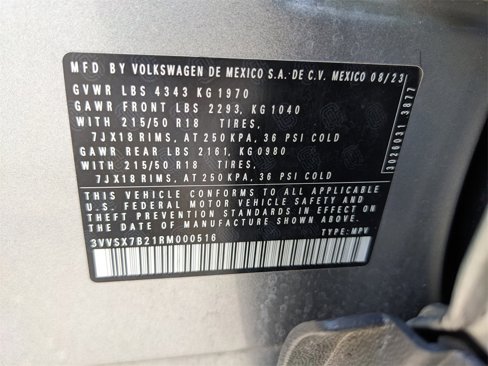 MFD BY VOLKSWAGEN DE MEXICO S.A. DE C.V. MEXICO 08/23
GVWR LBS 4343 KG 1970
GAWR FRONT LBS 2293, KG 1040
WITH 215/50 R18 TIRES,
7JX18 RIMS, AT 250 KPA, 36 PSI COLD
GAWR REAR LBS 2161, KG 0980
WITH 215/50 R18 TIRES,
7JX18 RIMS, AT 250 KPA, 36 PSI COLD
THIS VEHICLE CONFORMS TO ALL APPLICABLE
U.S. FEDERAL MOTOR VEHICLE SAFETY AND
THEFT PREVENTION STANDARDS IN EFFECT ON
THE DATE OF MANUFACTURE SHOWN ABOVE.
3VVSX7B21RM000516 TYPE: MPV
3026031 3877